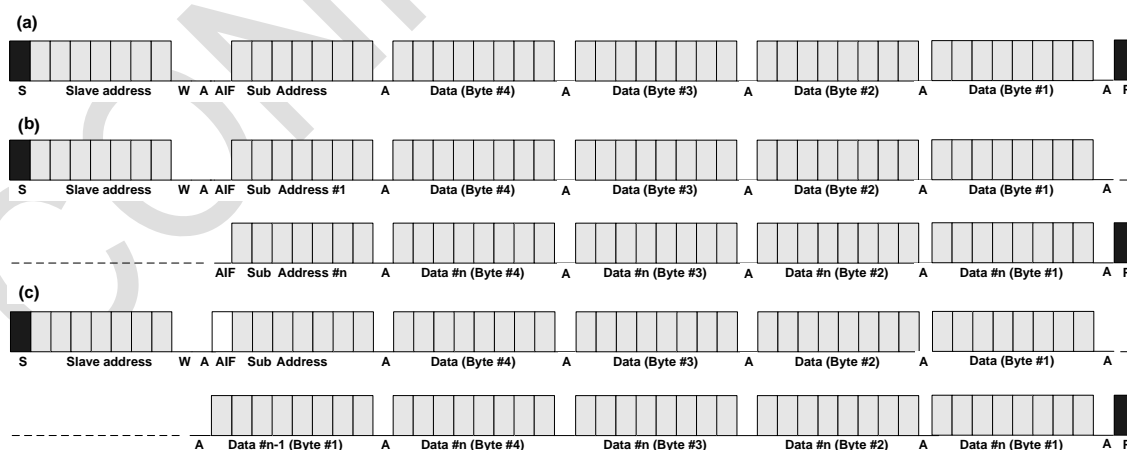 (a)
S Slave address W A AIF Sub Address A Data (Byte #4) A Data (Byte #3) A Data (Byte #2) A Data (Byte #1) A
(b)
S Slave address W A AIF Sub Address #1 A Data (Byte #4) A Data (Byte #3) A Data (Byte #2) A Data (Byte #1) A
AIF Sub Address #n A Data #n (Byte #4) A Data #n (Byte #3) A Data #n (Byte #2) A Data #n (Byte #1) A
(c)
S Slave address W A AIF Sub Address A Data (Byte #4) A Data (Byte #3) A Data (Byte #2) A Data (Byte #1) A
A Data #n-1 (Byte #1) A Data #n (Byte #4) Data #n (Byte #3) Data #n (Byte #2) A Data #n (Byte #1) A